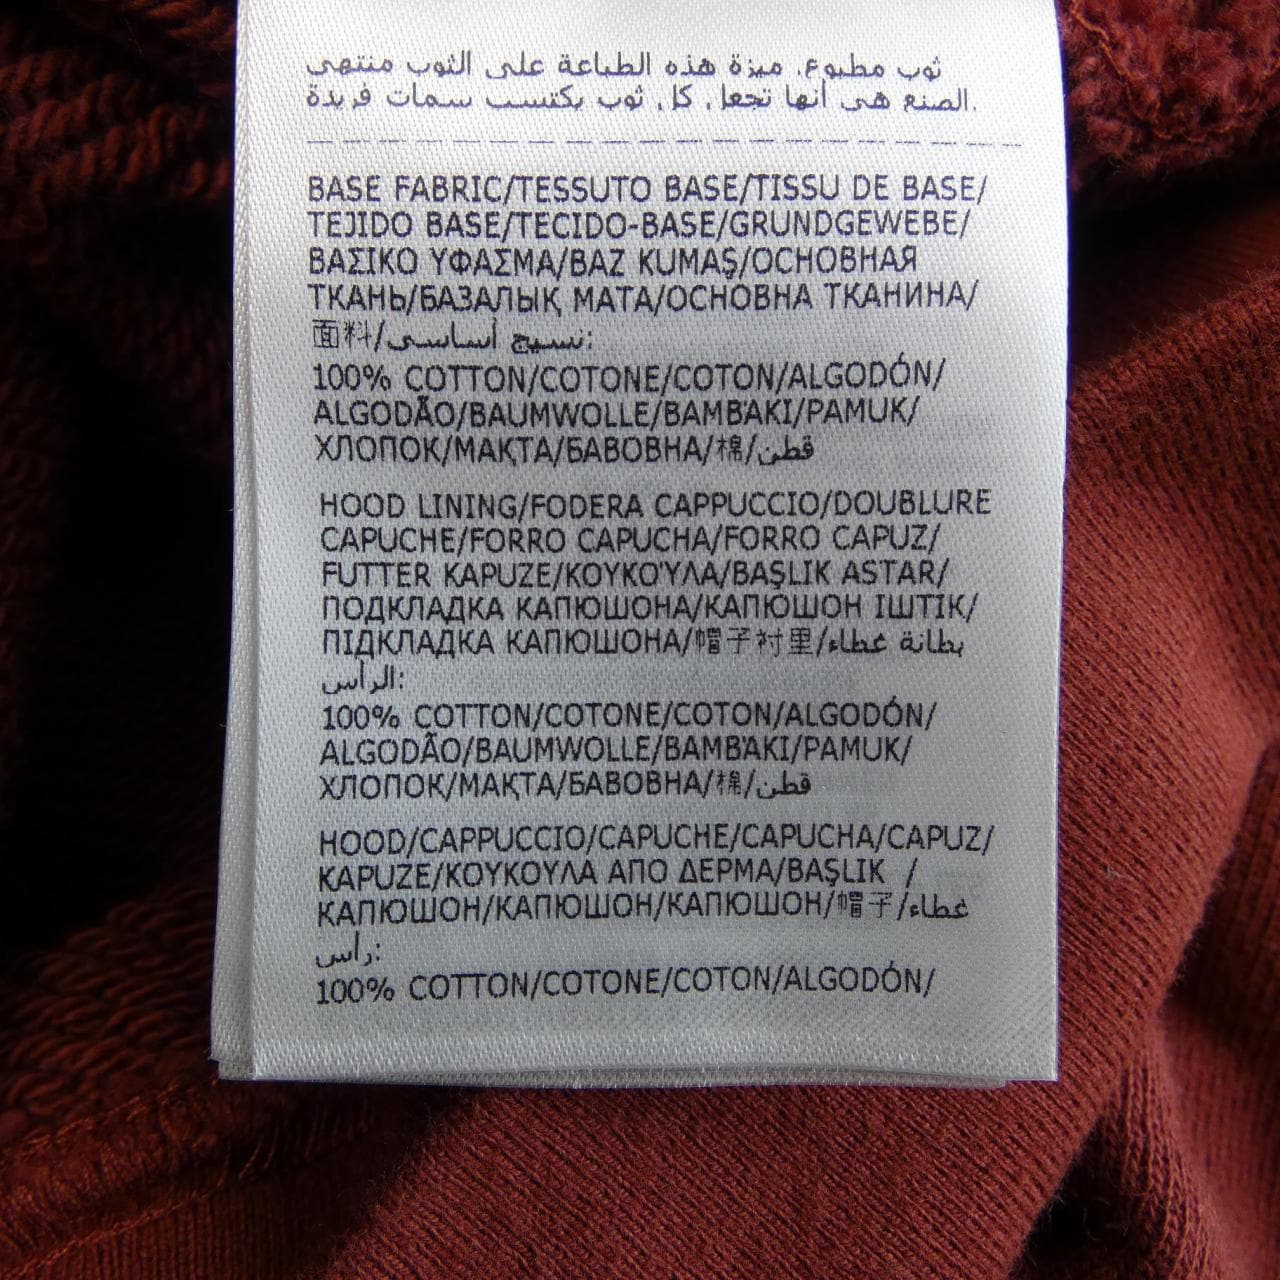 ثوب مطبوع. ميزة هذه الطباعة على الثوب منتهي
الصنع هي أنها تجعل. كل. ثوب يكتسب سمات فريدة.
BASE FABRIC/TESSUTO BASE/TISSU DE BASE/
TEJIDO BASE/TECIDO-BASE/GRUNDGEWEBE/
ΒΑΣΙΚΟ ΥΦΑΣΜΑ/BAZ KUMAŞ/ОСНОВНАЯ
ТКАНЬ/БАЗАЛЫҚ МАТА/ОСНОВНА ТКАНИНА/
面料/نسيج أساسي:
100% COTTON/COTONE/COTON/ALGODÓN/
ALGODÃO/BAUMWOLLE/ΒΑΜΒΆΚΙ/PAMUK/
ХЛОПОК/МАҚТА/БАВОВНА/棉/قطن
HOOD LINING/FODERA CAPPUCCIO/DOUBLURE
CAPUCHE/FORRO CAPUCHA/FORRO CAPUZ/
FUTTER KAPUZE/ΚΟΥΚΟΎΛΑ/BAŞLIK ASTAR/
ПОДКЛАДКА КАПЮШОНА/КАПЮШОН ІШТІК/
ПІДКЛАДКА КАПЮШОНА/帽子衬里/بطانة غطاء
الرأس:
100% COTTON/COTONE/COTON/ALGODÓN/
ALGODÃO/BAUMWOLLE/ΒΑΜΒΆΚΙ/PAMUK/
ХЛОПОК/МАҚТА/БАВОВНА/棉/قطن
HOOD/CAPPUCCIO/CAPUCHE/CAPUCHA/CAPUZ/
KAPUZE/ΚΟΥΚΟΥΛΑ ΑΠΟ ΔΕΡΜΑ/BAŞLIK /
КАПЮШОН/КАПЮШОН/КАПЮШОН/帽子/غطاء
رأس:
100% COTTON/COTONE/COTON/ALGODÓN/